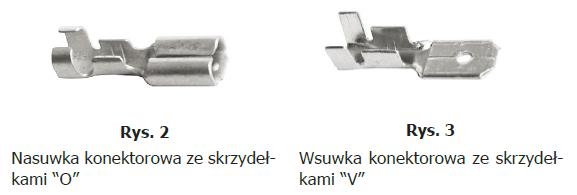 Rys. 2
Nasuwka konektorowa ze skrzydeł-
kami “O”
Rys. 3
Wsuwka konektorowa ze skrzydeł-
kami “V”